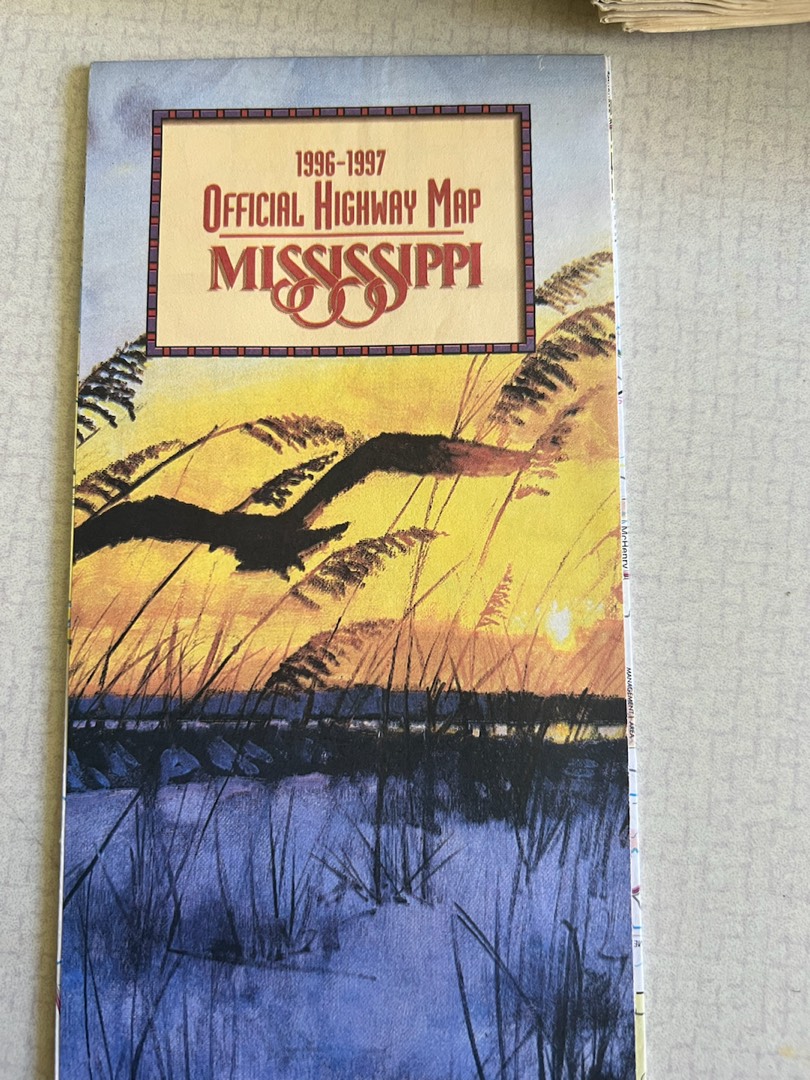 1996-1997
OFFICIAL HIGHWAY MAP
MISSISSIPPI
McHenry
MANAGEMENT AREA